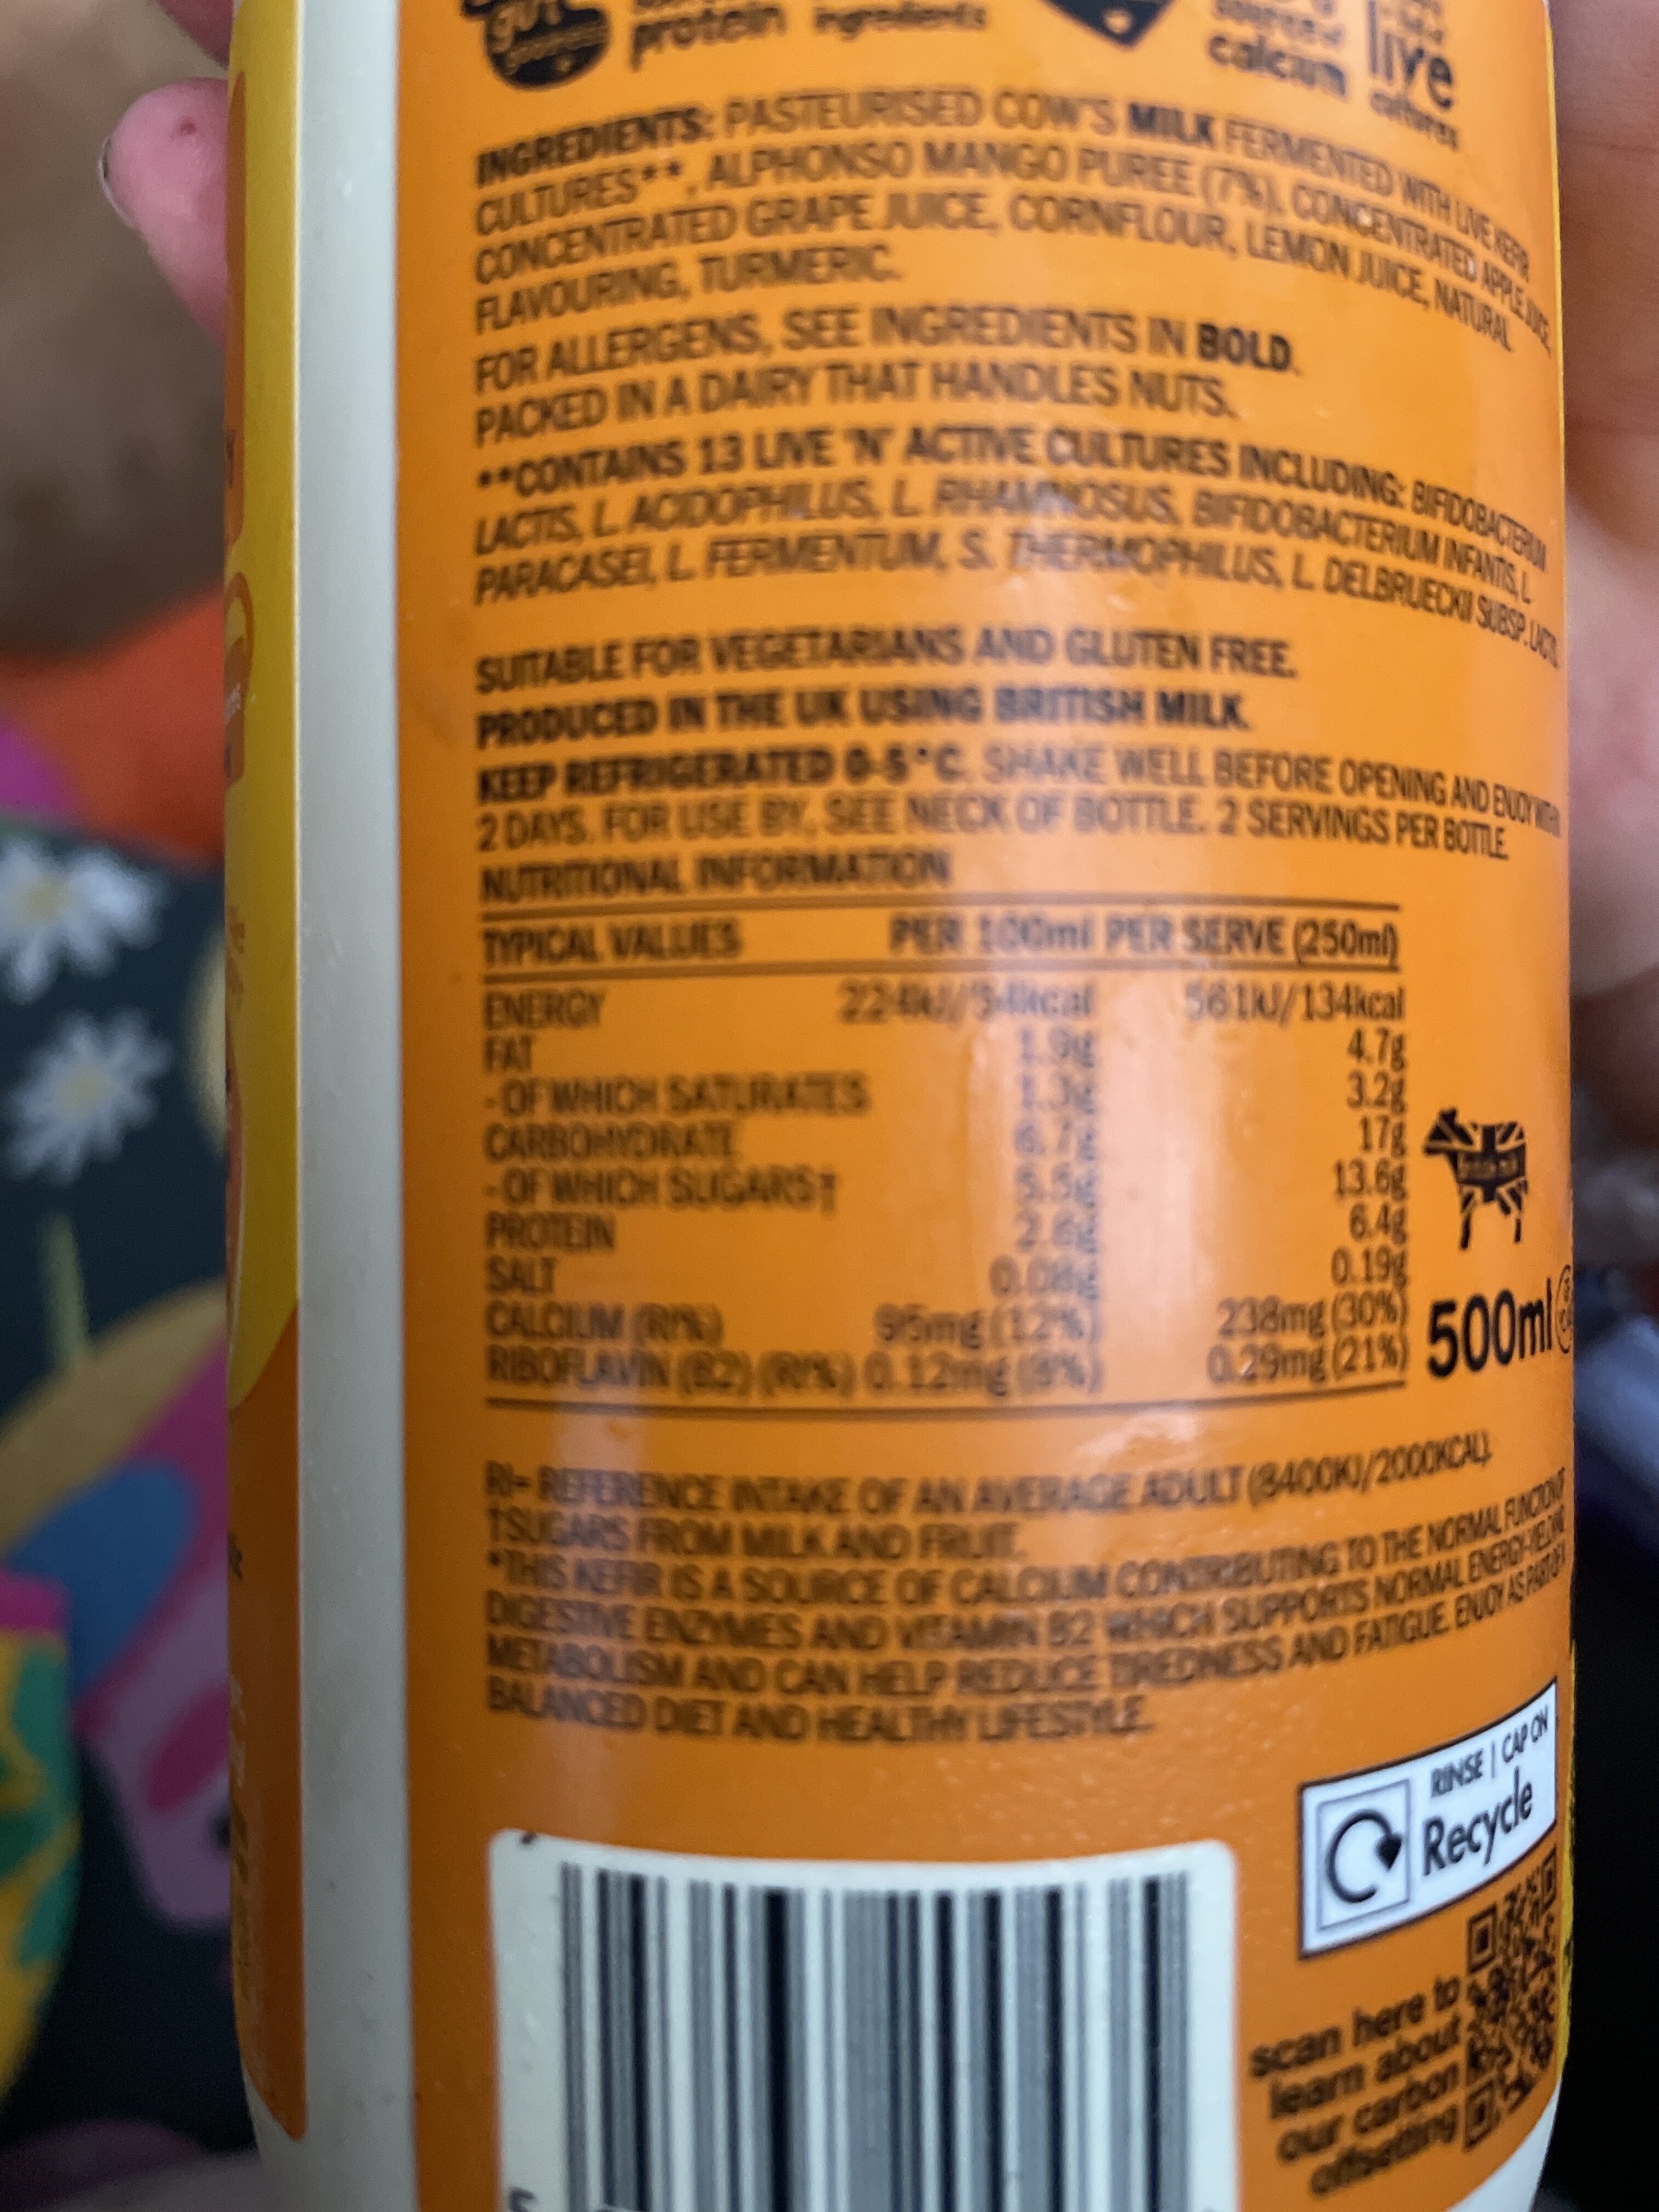 gut
protein ingredients
source of
calcium
live
cultures
INGREDIENTS: PASTEURISED COW'S MILK FERMENTED WITH LIVE KEFIR
CULTURES**, ALPHONSO MANGO PUREE (7%), CONCENTRATED APPLE JUICE,
CONCENTRATED GRAPE JUICE, CORNFLOUR, LEMON JUICE, NATURAL
FLAVOURING, TURMERIC.
FOR ALLERGENS, SEE INGREDIENTS IN BOLD.
PACKED IN A DAIRY THAT HANDLES NUTS.
**CONTAINS 13 LIVE 'N' ACTIVE CULTURES INCLUDING: BIFIDOBACTERIUM
LACTIS, L. ACIDOPHILUS, L. RHAMNOSUS, BIFIDOBACTERIUM INFANTIS, L.
PARACASEI, L. FERMENTUM, S. THERMOPHILUS, L. DELBRUECKII SUBSP. LACTIS
SUITABLE FOR VEGETARIANS AND GLUTEN FREE.
PRODUCED IN THE UK USING BRITISH MILK.
KEEP REFRIGERATED 0-5°C. SHAKE WELL BEFORE OPENING AND ENJOY WITHIN
2 DAYS. FOR USE BY, SEE NECK OF BOTTLE. 2 SERVINGS PER BOTTLE.
NUTRITIONAL INFORMATION
TYPICAL VALUES PER 100ml PER SERVE (250ml)
ENERGY 224kJ/54kcal 561kJ/134kcal
FAT 1.9g 4.7g
- OF WHICH SATURATES 1.3g 3.2g
CARBOHYDRATE 6.7g 17g
- OF WHICH SUGARS† 5.5g 13.6g
PROTEIN 2.6g 6.4g
SALT 0.08g 0.19g
CALCIUM (RI%) 95mg (12%) 238mg (30%)
RIBOFLAVIN (B2) (RI%) 0.12mg (8%) 0.29mg (21%)
500ml
RI= REFERENCE INTAKE OF AN AVERAGE ADULT (8400KJ/2000KCAL).
†SUGARS FROM MILK AND FRUIT.
*THIS KEFIR IS A SOURCE OF CALCIUM CONTRIBUTING TO THE NORMAL FUNCTION OF
DIGESTIVE ENZYMES AND VITAMIN B2 WHICH SUPPORTS NORMAL ENERGY-YIELDING
METABOLISM AND CAN HELP REDUCE TIREDNESS AND FATIGUE. ENJOY AS PART OF A
BALANCED DIET AND HEALTHY LIFESTYLE.
RINSE | CAP ON
Recycle
scan here to
learn about
our carbon
offsetting